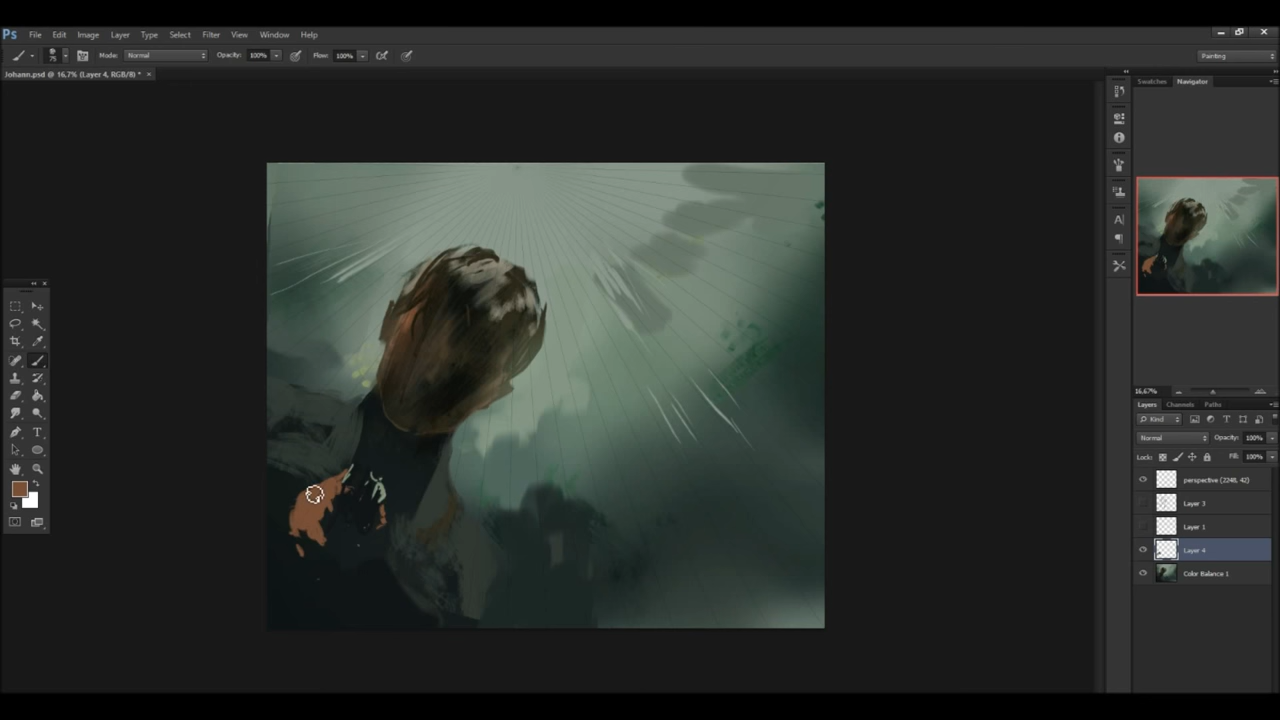 Ps File Edit Image Layer Type Select Filter View Window Help
75 Mode: Normal Opacity: 100% Flow: 100% Painting
Johann.psd @ 16,7% (Layer 4, RGB/8) * ×
Swatches Navigator
16,67%
Layers Channels Paths
Kind
Normal Opacity: 100%
Lock: Fill: 100%
perspective (2248, 42)
Layer 3
Layer 1
Layer 4
Color Balance 1